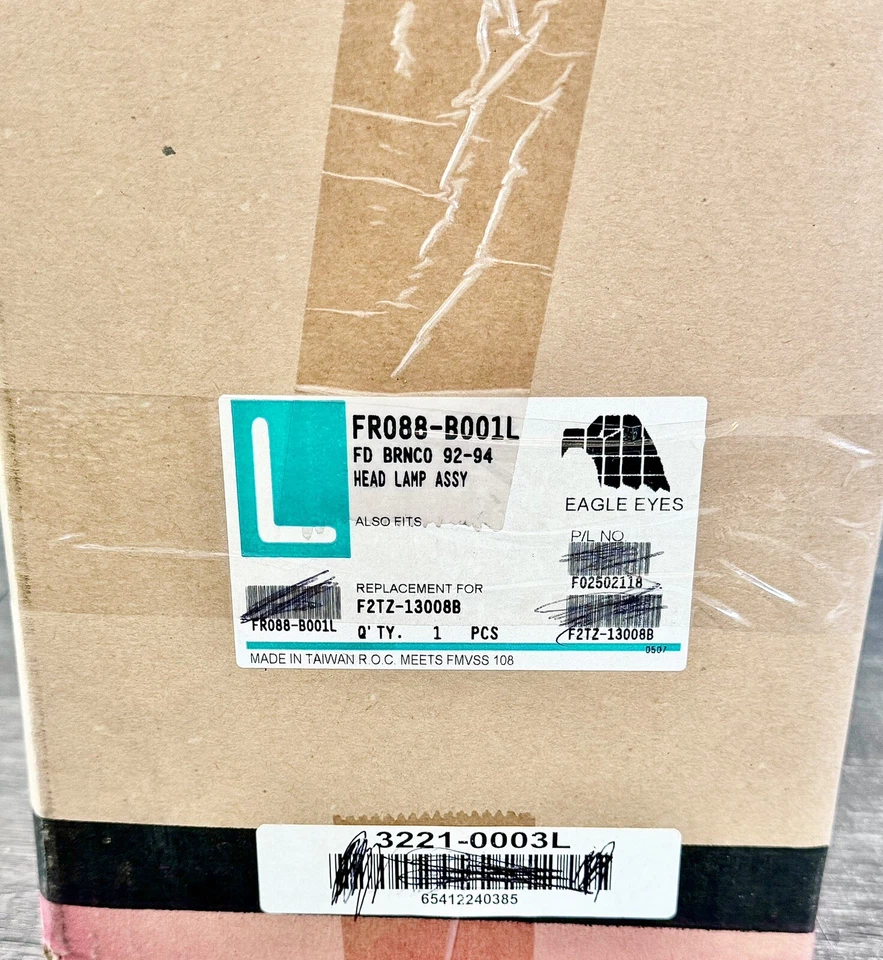 L
FR088-B001L
FD BRNCO 92-94
HEAD LAMP ASSY
EAGLE EYES
ALSO FITS
P/L NO
F02502118
REPLACEMENT FOR
F2TZ-13008B
FR088-B001L
Q'TY. 1 PCS
F2TZ-13008B
0507
MADE IN TAIWAN R.O.C. MEETS FMVSS 108
3221-0003L
65412240385